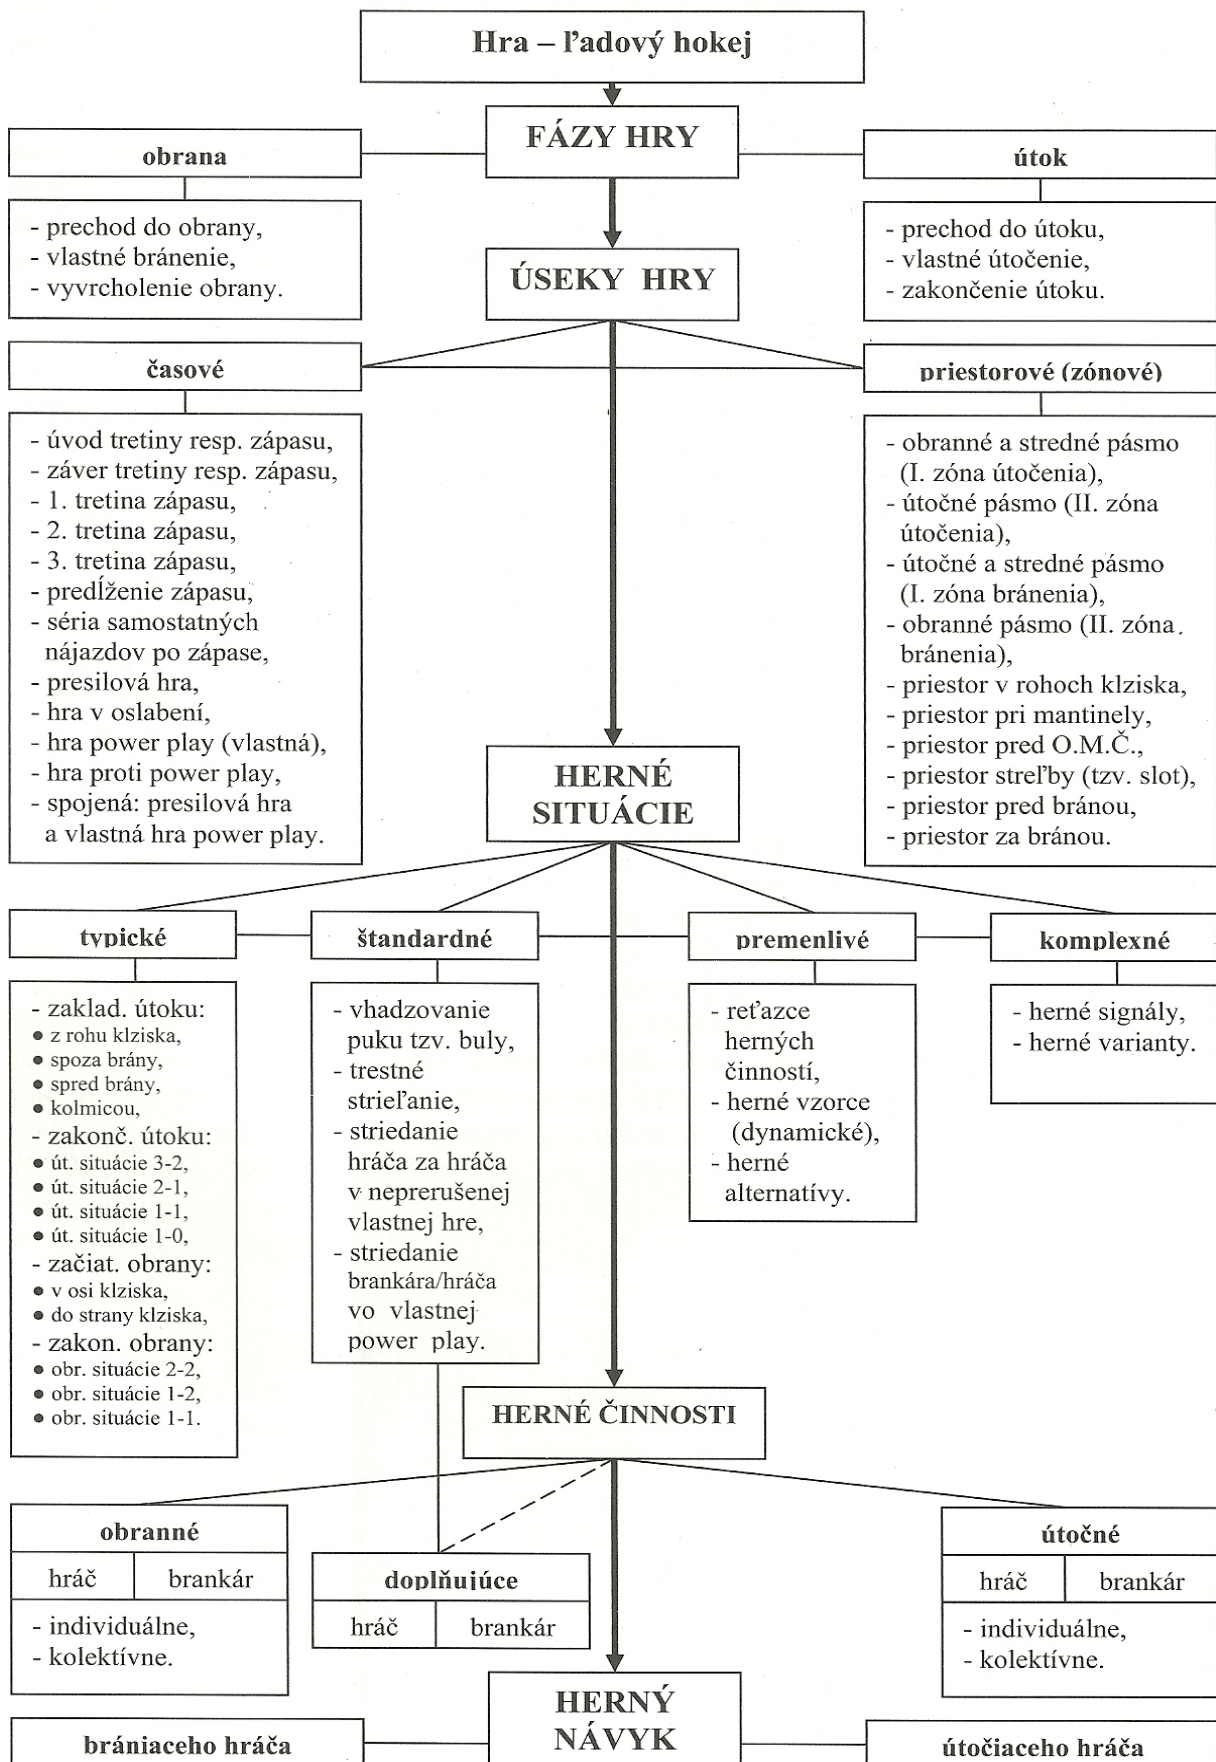 Hra – ľadový hokej
FÁZY HRY
obrana
útok
- prechod do obrany,
- vlastné bránenie,
- vyvrcholenie obrany.
- prechod do útoku,
- vlastné útočenie,
- zakončenie útoku.
ÚSEKY HRY
časové
priestorové (zónové)
- úvod tretiny resp. zápasu,
- záver tretiny resp. zápasu,
- 1. tretina zápasu,
- 2. tretina zápasu,
- 3. tretina zápasu,
- predĺženie zápasu,
- séria samostatných
nájazdov po zápase,
- presilová hra,
- hra v oslabení,
- hra power play (vlastná),
- hra proti power play,
- spojená: presilová hra
a vlastná hra power play.
- obranné a stredné pásmo
(I. zóna útočenia),
- útočné pásmo (II. zóna
útočenia),
- útočné a stredné pásmo
(I. zóna bránenia),
- obranné pásmo (II. zóna
bránenia),
- priestor v rohoch klziska,
- priestor pri mantinely,
- priestor pred O.M.Č.,
- priestor streľby (tzv. slot),
- priestor pred bránou,
- priestor za bránou.
HERNÉ
SITUÁCIE
typické
štandardné
premenlivé
komplexné
- zaklad. útoku:
● z rohu klziska,
● spoza brány,
● spred brány,
● kolmicou,
- zakonč. útoku:
● út. situácie 3-2,
● út. situácie 2-1,
● út. situácie 1-1,
● út. situácie 1-0,
- začiat. obrany:
● v osi klziska,
● do strany klziska,
- zakon. obrany:
● obr. situácie 2-2,
● obr. situácie 1-2,
● obr. situácie 1-1.
- vhadzovanie
puku tzv. buly,
- trestné
strieľanie,
- striedanie
hráča za hráča
v neprerušenej
vlastnej hre,
- striedanie
brankára/hráča
vo vlastnej
power play.
- reťazce
herných
činností,
- herné vzorce
(dynamické),
- herné
alternatívy.
- herné signály,
- herné varianty.
HERNÉ ČINNOSTI
obranné
hráč brankár
- individuálne,
- kolektívne.
doplňujúce
hráč brankár
útočné
hráč brankár
- individuálne,
- kolektívne.
HERNÝ
NÁVYK
brániaceho hráča
útočiaceho hráča